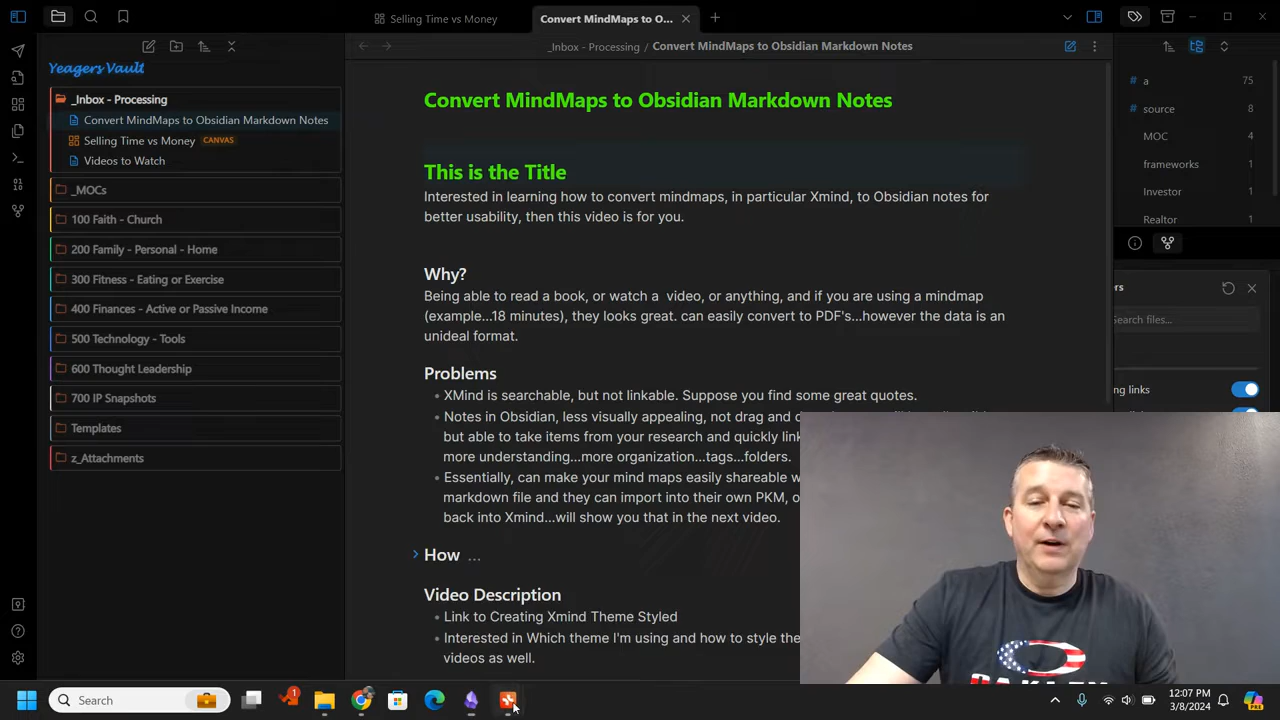 Selling Time vs Money
Convert MindMaps to O...
Yeagers Vault
_Inbox - Processing
Convert MindMaps to Obsidian Markdown Notes
Selling Time vs Money CANVAS
Videos to Watch
_MOCs
100 Faith - Church
200 Family - Personal - Home
300 Fitness - Eating or Exercise
400 Finances - Active or Passive Income
500 Technology - Tools
600 Thought Leadership
700 IP Snapshots
Templates
z_Attachments
_Inbox - Processing / Convert MindMaps to Obsidian Markdown Notes
Convert MindMaps to Obsidian Markdown Notes
This is the Title
Interested in learning how to convert mindmaps, in particular Xmind, to Obsidian notes for
better usability, then this video is for you.
Why?
Being able to read a book, or watch a video, or anything, and if you are using a mindmap
(example...18 minutes), they looks great. can easily convert to PDF's...however the data is an
unideal format.
Problems
XMind is searchable, but not linkable. Suppose you find some great quotes.
Notes in Obsidian, less visually appealing, not drag and
but able to take items from your research and quickly
more understanding...more organization...tags...folders.
Essentially, can make your mind maps easily shareable
markdown file and they can import into their own PKM,
back into Xmind...will show you that in the next video.
How ...
Video Description
Link to Creating Xmind Theme Styled
Interested in Which theme I'm using and how to style the
videos as well.
# a 75
# source 8
MOC 4
frameworks 1
Investor 1
Realtor 1
Search files...
links
Search
12:07 PM
3/8/2024
OAKLEY